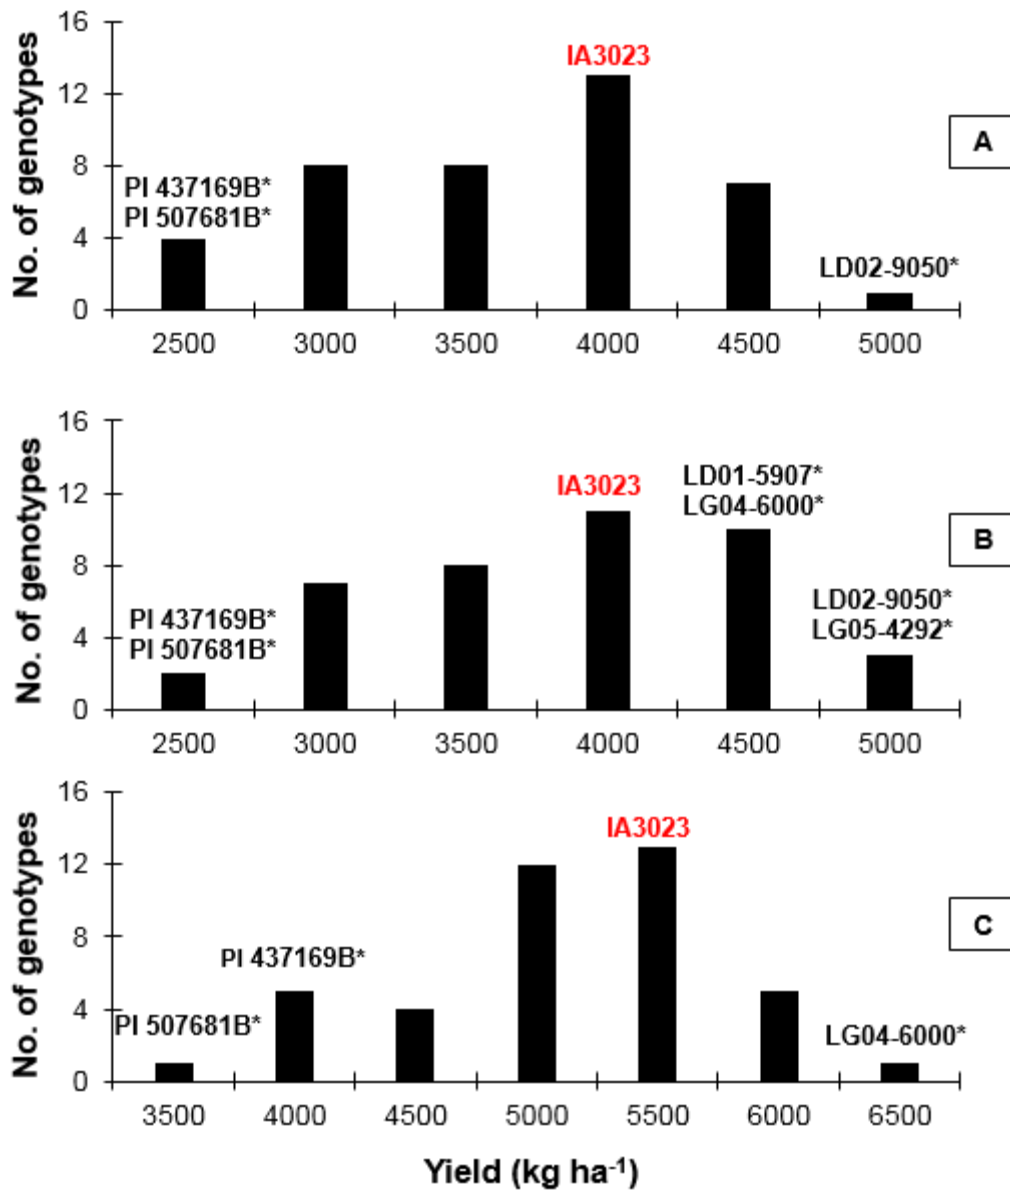 No. of genotypes
16
12
8
4
0
IA3023
PI 437169B*
PI 507681B*
LD02-9050*
A
2500 3000 3500 4000 4500 5000
No. of genotypes
16
12
8
4
0
IA3023
LD01-5907*
LG04-6000*
PI 437169B*
PI 507681B*
LD02-9050*
LG05-4292*
B
2500 3000 3500 4000 4500 5000
No. of genotypes
16
12
8
4
0
IA3023
PI 437169B*
PI 507681B*
LG04-6000*
C
3500 4000 4500 5000 5500 6000 6500
Yield (kg ha⁻¹)